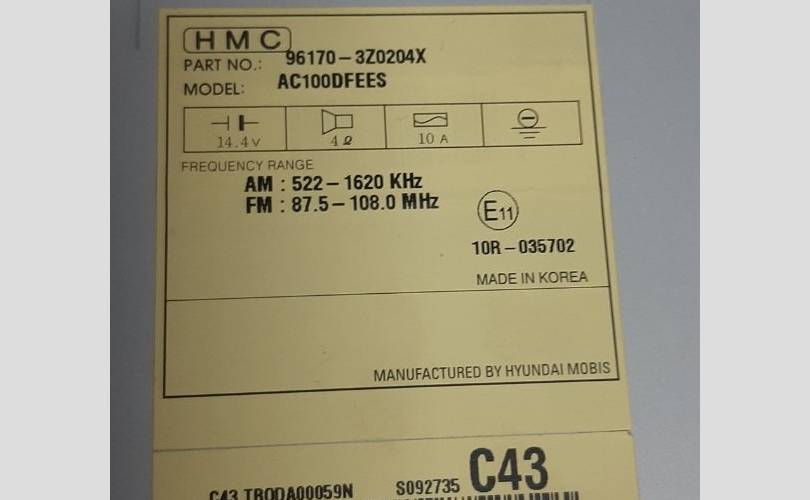 HMC
PART NO.: 96170-3Z0204X
MODEL: AC100DFEES
14.4V 4Ω 10 A
FREQUENCY RANGE
AM : 522-1620 KHz
FM : 87.5-108.0 MHz
E11
10R-035702
MADE IN KOREA
MANUFACTURED BY HYUNDAI MOBIS
C43 TRODA00059N S092735 C43